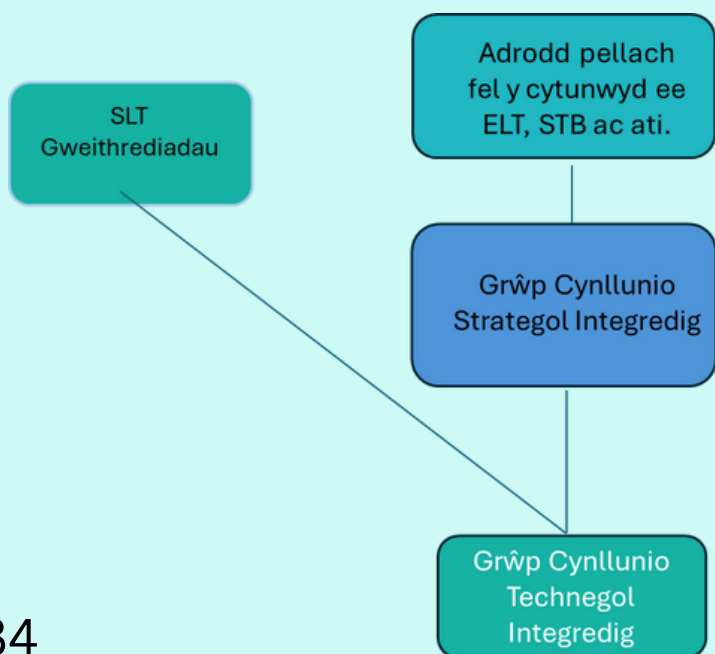 SLT
Gweithrediadau
Adrodd pellach
fel y cytunwyd ee
ELT, STB ac ati.
Grŵp Cynllunio
Strategol Integredig
Grŵp Cynllunio
Technegol
Integredig
34